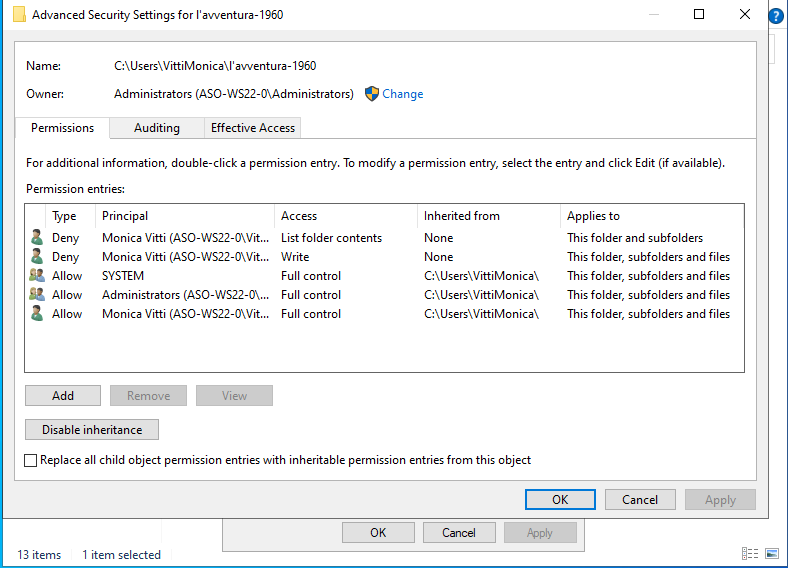 Advanced Security Settings for l'avventura-1960
?
Name: C:\Users\VittiMonica\l'avventura-1960
Owner: Administrators (ASO-WS22-0\Administrators) Change
Permissions Auditing Effective Access
For additional information, double-click a permission entry. To modify a permission entry, select the entry and click Edit (if available).
Permission entries:
Type Principal Access Inherited from Applies to
Deny Monica Vitti (ASO-WS22-0\Vit... List folder contents None This folder and subfolders
Deny Monica Vitti (ASO-WS22-0\Vit... Write None This folder, subfolders and files
Allow SYSTEM Full control C:\Users\VittiMonica\ This folder, subfolders and files
Allow Administrators (ASO-WS22-0\... Full control C:\Users\VittiMonica\ This folder, subfolders and files
Allow Monica Vitti (ASO-WS22-0\Vit... Full control C:\Users\VittiMonica\ This folder, subfolders and files
Add Remove View
Disable inheritance
Replace all child object permission entries with inheritable permission entries from this object
OK Cancel Apply
OK Cancel Apply
13 items 1 item selected